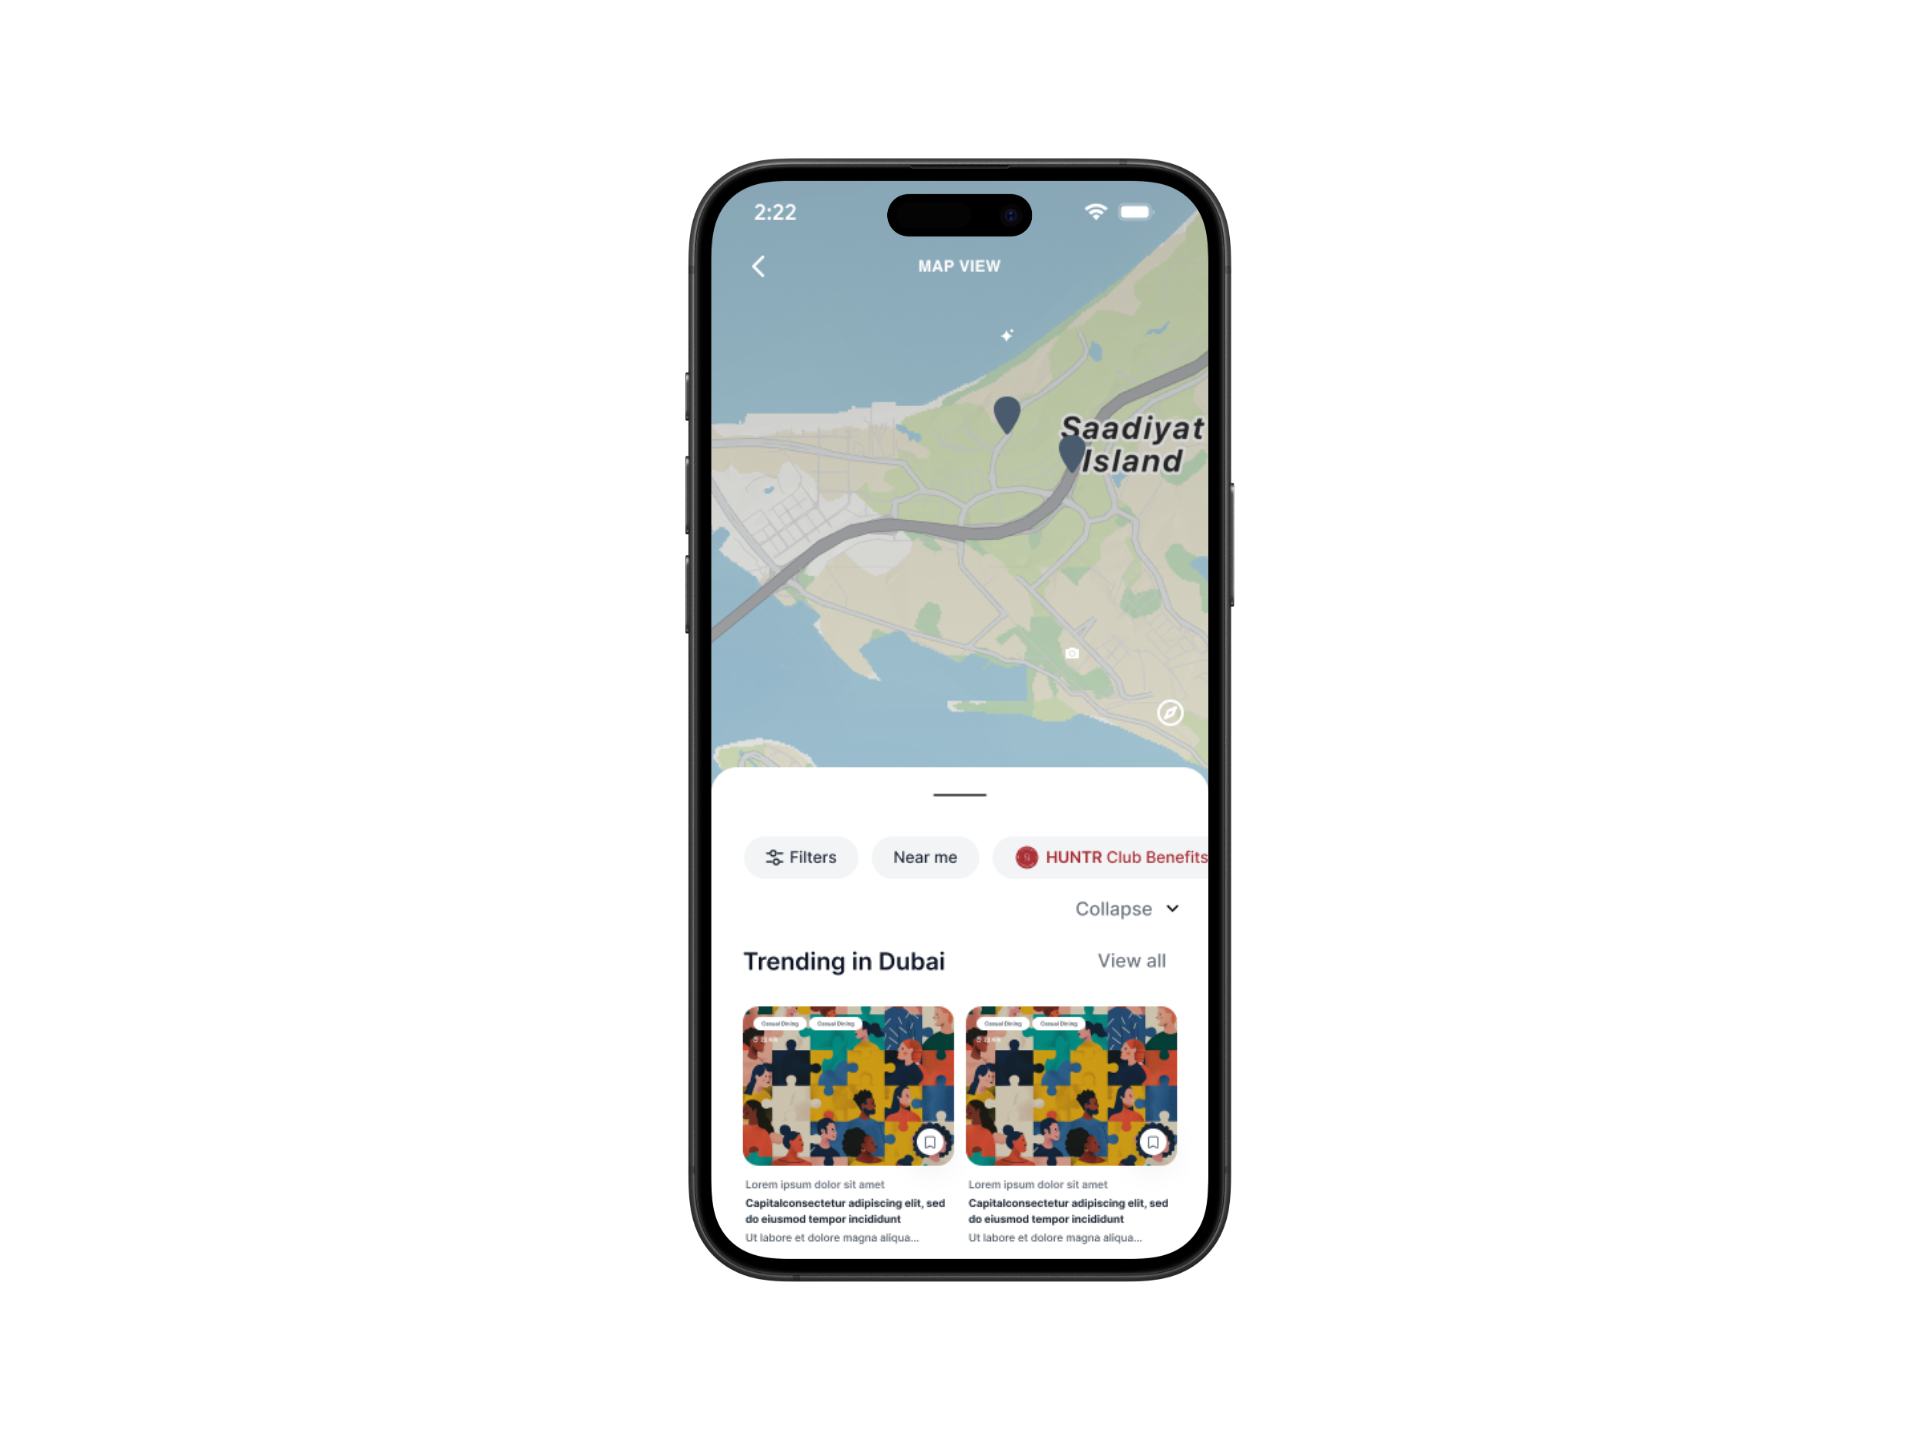 2:22
MAP VIEW
Saadiyat
Island
Filters
Near me
HUNTR Club Benefits
Collapse
Trending in Dubai
View all
Casual Dining
Casual Dining
Casual Dining
Casual Dining
Lorem ipsum dolor sit amet
Capitalconsectetur adipiscing elit, sed
do eiusmod tempor incididunt
Ut labore et dolore magna aliqua...
Lorem ipsum dolor sit amet
Capitalconsectetur adipiscing elit, sed
do eiusmod tempor incididunt
Ut labore et dolore magna aliqua...